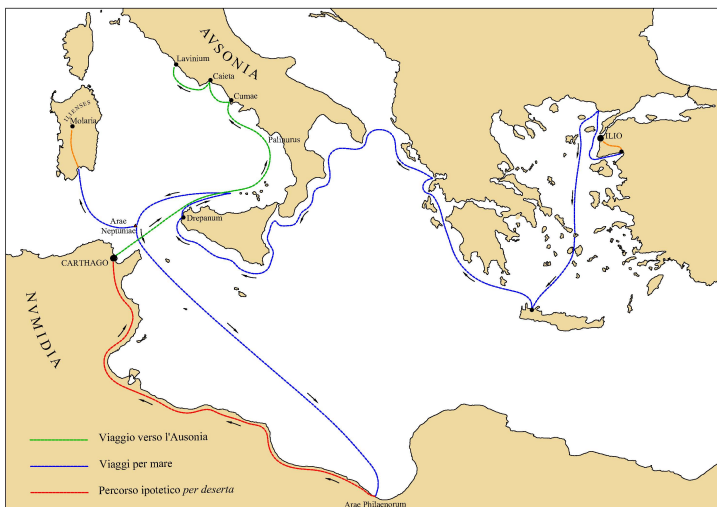 AVSONIA
Lavinium
Caieta
Cumae
ILIENSES
Molaria
Palinurus
ILIO
Arae
Neptuniae
Drepanum
CARTHAGO
NVMIDIA
Viaggio verso l'Ausonia
Viaggi per mare
Percorso ipotetico per deserta
Arae Philaenorum